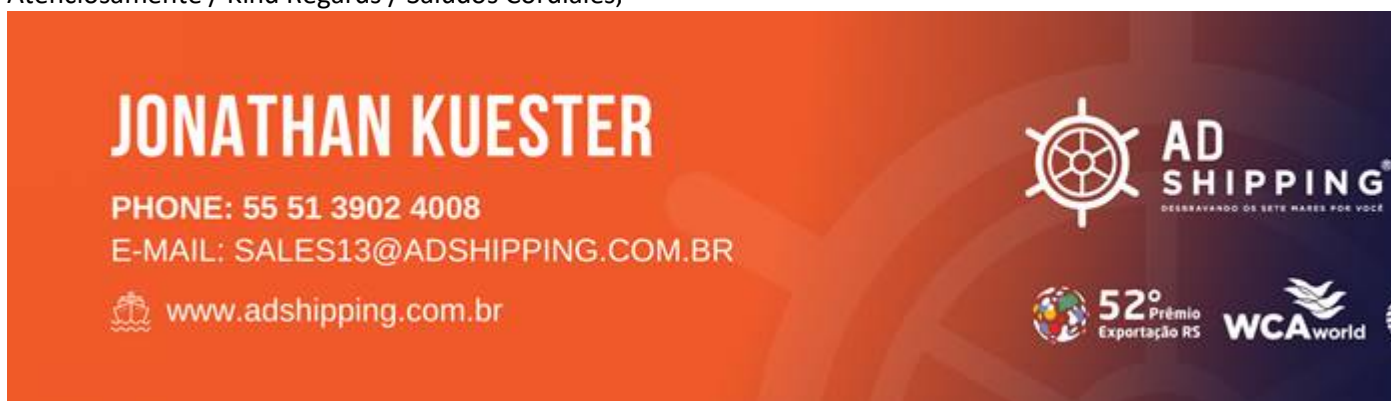 Atenciosamente / Kind Regards / Saludos Cordiales,
JONATHAN KUESTER
PHONE: 55 51 3902 4008
E-MAIL: SALES13@ADSHIPPING.COM.BR
www.adshipping.com.br
AD
SHIPPING®
DESBRAVANDO OS SETE MARES POR VOCÊ
52º Prêmio
Exportação RS
WCAworld